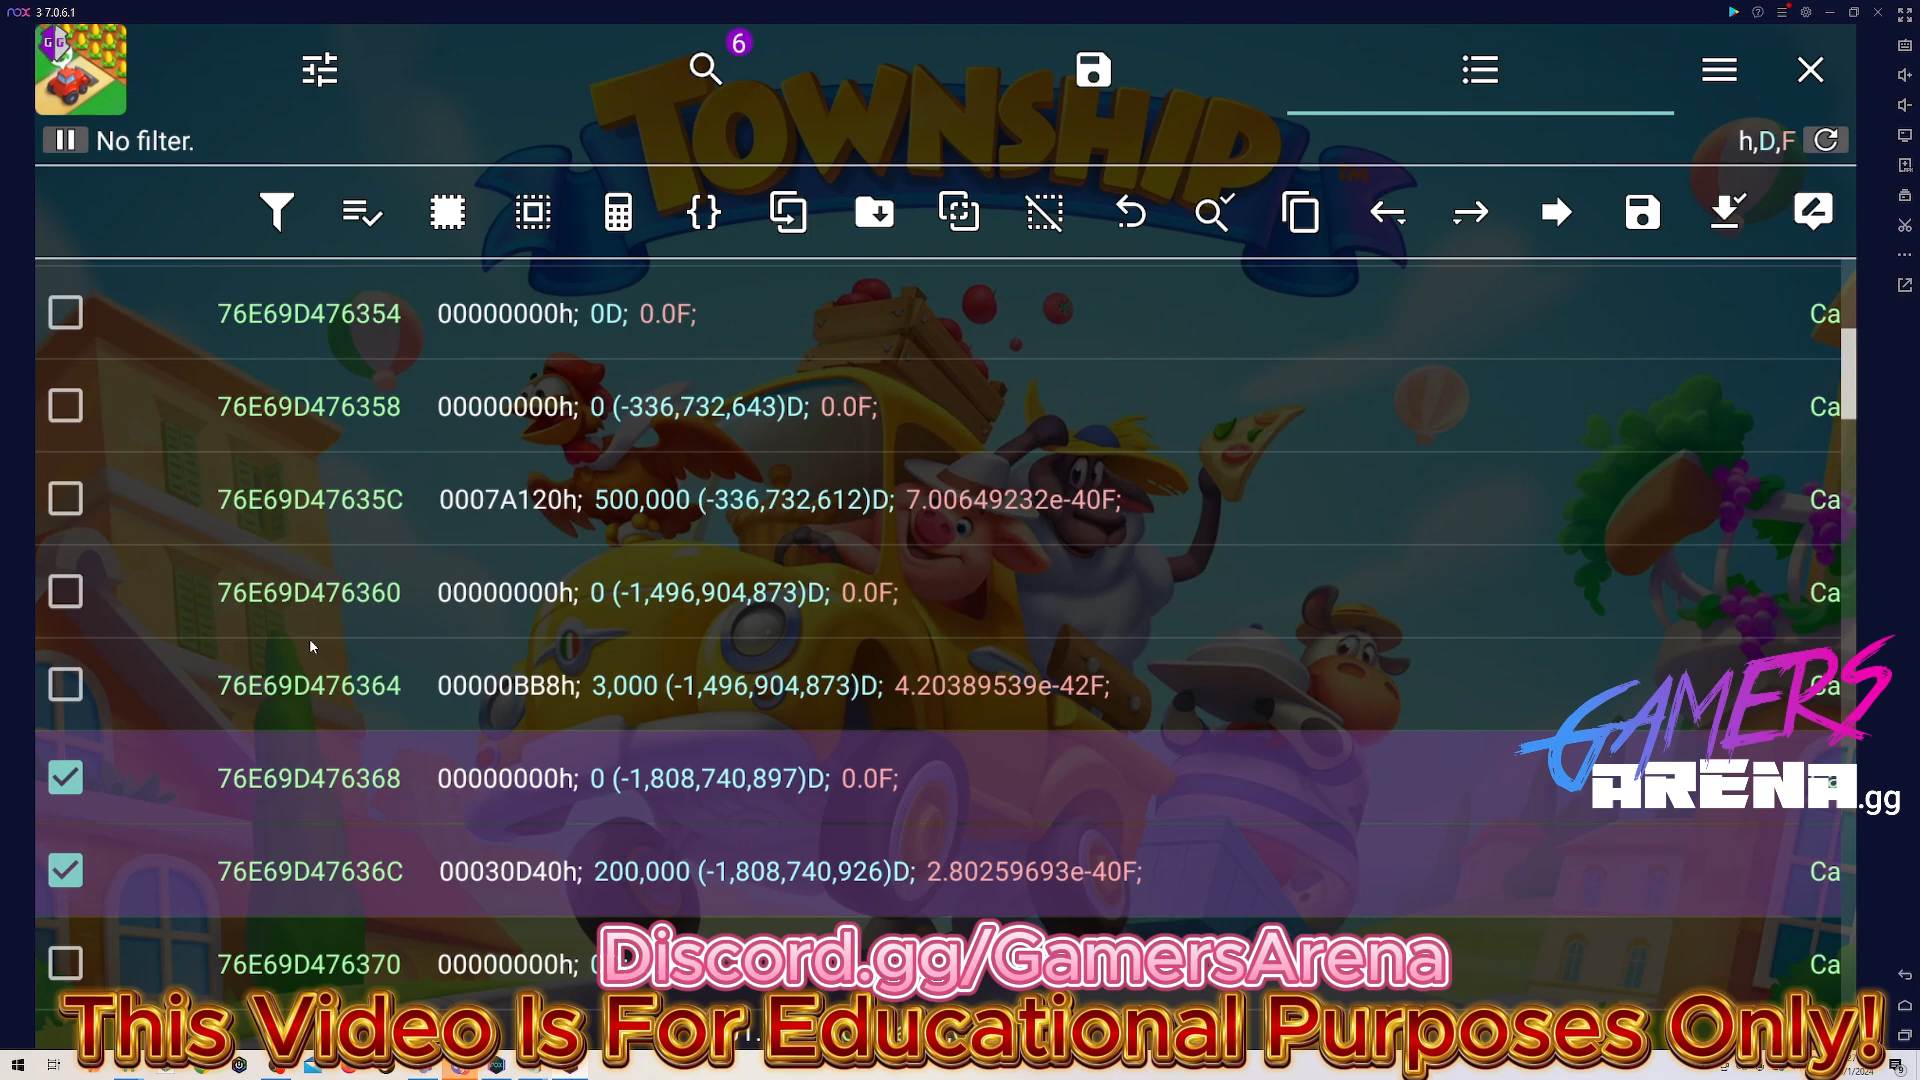 nox 3 7.0.6.1
GG
6
TOWNSHIP
TM
No filter.
h,D,F
76E69D476354 00000000h; 0D; 0.0F; Ca
76E69D476358 00000000h; 0 (-336,732,643)D; 0.0F; Ca
76E69D47635C 0007A120h; 500,000 (-336,732,612)D; 7.00649232e-40F; Ca
76E69D476360 00000000h; 0 (-1,496,904,873)D; 0.0F; Ca
76E69D476364 00000BB8h; 3,000 (-1,496,904,873)D; 4.20389539e-42F; Ca
76E69D476368 00000000h; 0 (-1,808,740,897)D; 0.0F;
76E69D47636C 00030D40h; 200,000 (-1,808,740,926)D; 2.80259693e-40F; Ca
76E69D476370 00000000h; Ca
GAMERS
ARENA.gg
Discord.gg/GamersArena
This Video Is For Educational Purposes Only!